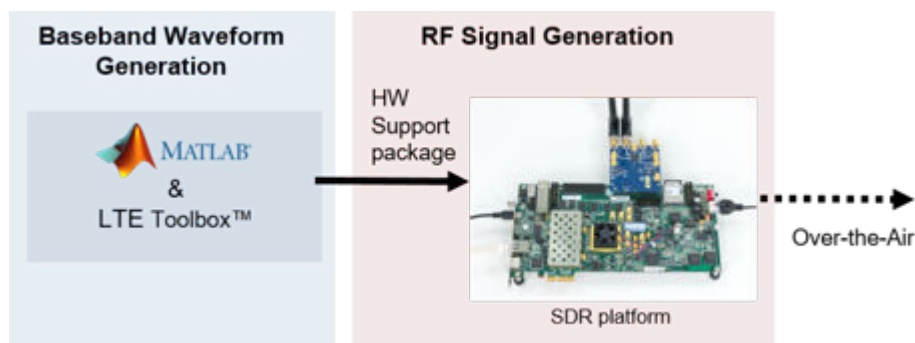 Baseband Waveform
Generation
MATLAB®
&
LTE Toolbox™
RF Signal Generation
HW
Support
package
SDR platform
Over-the-Air